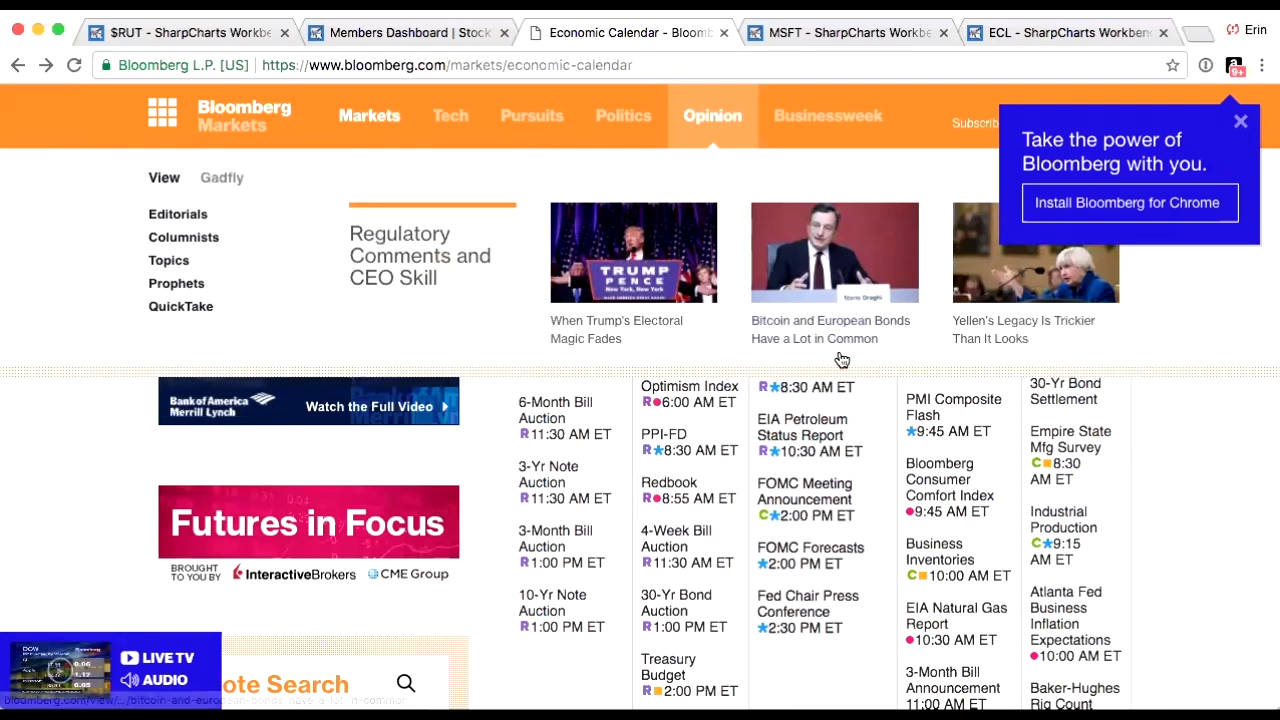 $RUT - SharpCharts Workb
Members Dashboard | Stock
Economic Calendar - Bloomb
MSFT - SharpCharts Workbe
ECL - SharpCharts Workben
Erin
Bloomberg L.P. [US]
https://www.bloomberg.com/markets/economic-calendar
9+
Bloomberg
Markets
Markets
Tech
Pursuits
Politics
Opinion
Businessweek
Subscrib
Take the power of
Bloomberg with you.
Install Bloomberg for Chrome
View
Gadfly
Editorials
Columnists
Topics
Prophets
QuickTake
Regulatory
Comments and
CEO Skill
TRUMP
PENCE
When Trump's Electoral
Magic Fades
Mario Draghi
Bitcoin and European Bonds
Have a Lot in Common
Yellen's Legacy Is Trickier
Than It Looks
Bank of America
Merrill Lynch
Watch the Full Video
Futures in Focus
BROUGHT
TO YOU BY
InteractiveBrokers
CME Group
LIVE TV
AUDIO
ote Search
6-Month Bill
Auction
R 11:30 AM ET
3-Yr Note
Auction
R 11:30 AM ET
3-Month Bill
Auction
R 1:00 PM ET
10-Yr Note
Auction
R 1:00 PM ET
Optimism Index
R 6:00 AM ET
PPI-FD
R 8:30 AM ET
Redbook
R 8:55 AM ET
4-Week Bill
Auction
R 11:30 AM ET
30-Yr Bond
Auction
R 1:00 PM ET
Treasury
Budget
R 2:00 PM ET
R 8:30 AM ET
EIA Petroleum
Status Report
R 10:30 AM ET
FOMC Meeting
Announcement
C 2:00 PM ET
FOMC Forecasts
2:00 PM ET
Fed Chair Press
Conference
2:30 PM ET
PMI Composite
Flash
9:45 AM ET
Bloomberg
Consumer
Comfort Index
9:45 AM ET
Business
Inventories
C 10:00 AM ET
EIA Natural Gas
Report
10:30 AM ET
3-Month Bill
Announcement
11:00 AM ET
30-Yr Bond
Settlement
Empire State
Mfg Survey
C 8:30
AM ET
Industrial
Production
C 9:15
AM ET
Atlanta Fed
Business
Inflation
Expectations
10:00 AM ET
Baker-Hughes
Rig Count